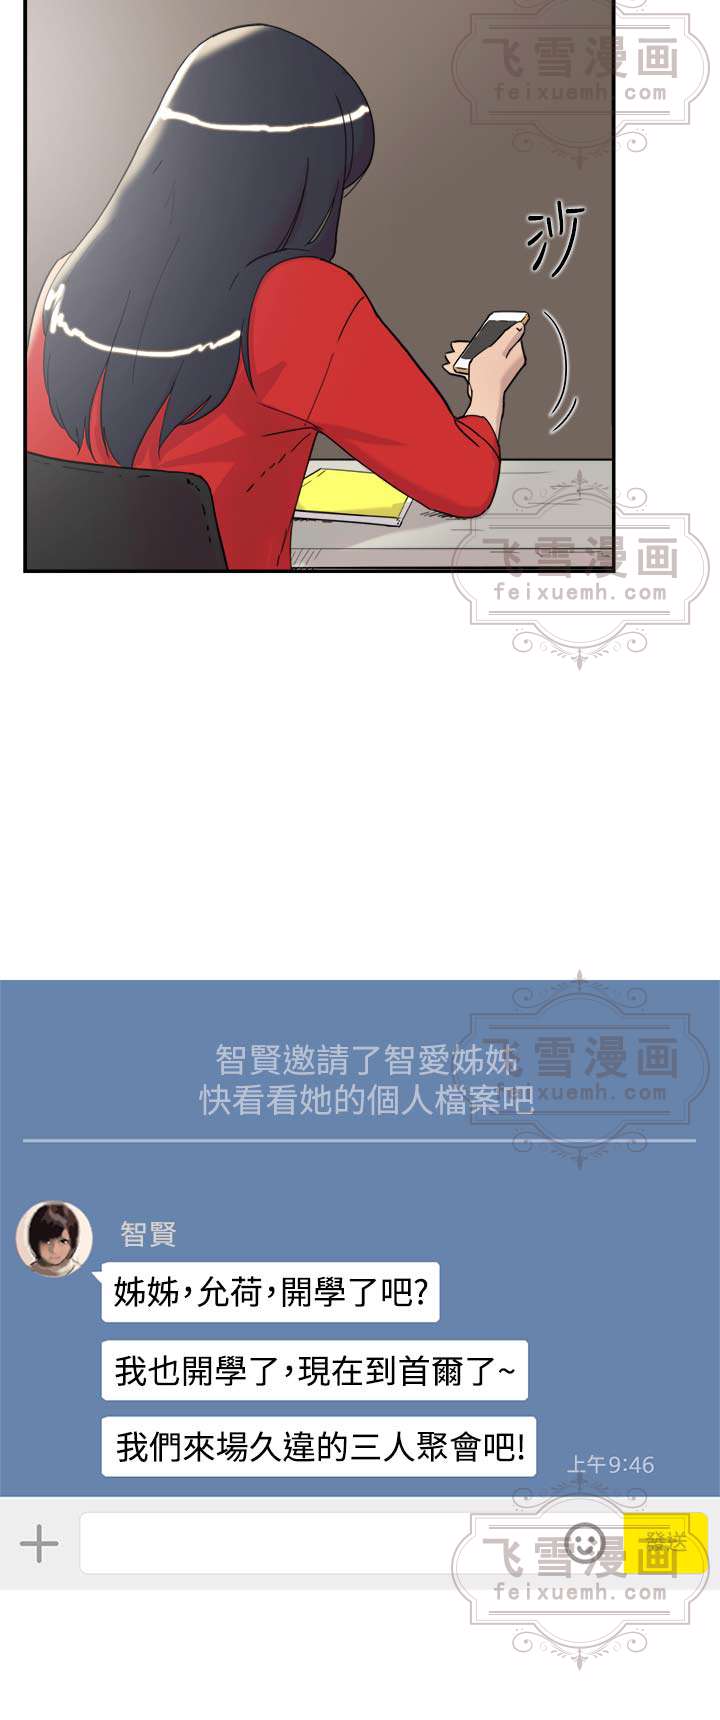 飞雪漫画
feixuemh.com
沙
飞雪漫画
feixuemh.com
智賢邀請了智愛姊姊
快看看她的個人檔案吧
飞雪漫画
feixuemh.com
智賢
姊姊，允荷，開學了吧？
我也開學了，現在到首爾了~
我們來場久違的三人聚會吧!
上午9:46
發送
飞雪漫画
feixuemh.com